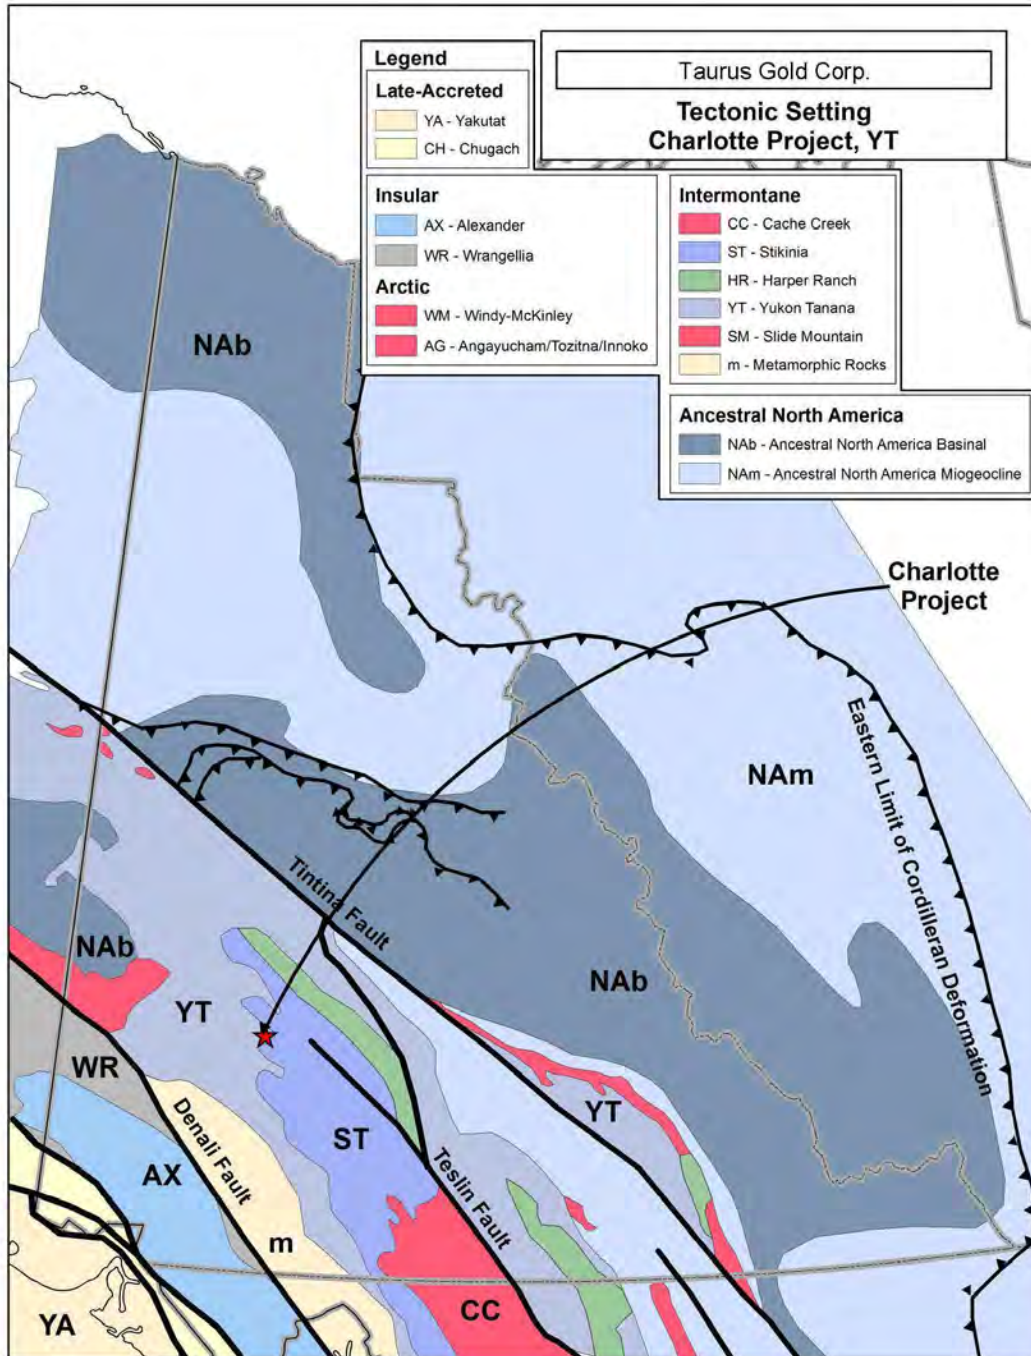 Taurus Gold Corp.
Tectonic Setting
Charlotte Project, YT
Legend
Late-Accreted
YA - Yakutat
CH - Chugach
Insular
AX - Alexander
WR - Wrangellia
Arctic
WM - Windy-McKinley
AG - Angayucham/Tozitna/Innoko
Intermontane
CC - Cache Creek
ST - Stikinia
HR - Harper Ranch
YT - Yukon Tanana
SM - Slide Mountain
m - Metamorphic Rocks
Ancestral North America
NAb - Ancestral North America Basinal
NAm - Ancestral North America Miogeocline
NAb
Charlotte
Project
NAm
Eastern Limit of Cordilleran Deformation
Tintina Fault
NAb
NAb
YT
WR
YT
ST
Denali Fault
AX
Teslin Fault
m
CC
YA